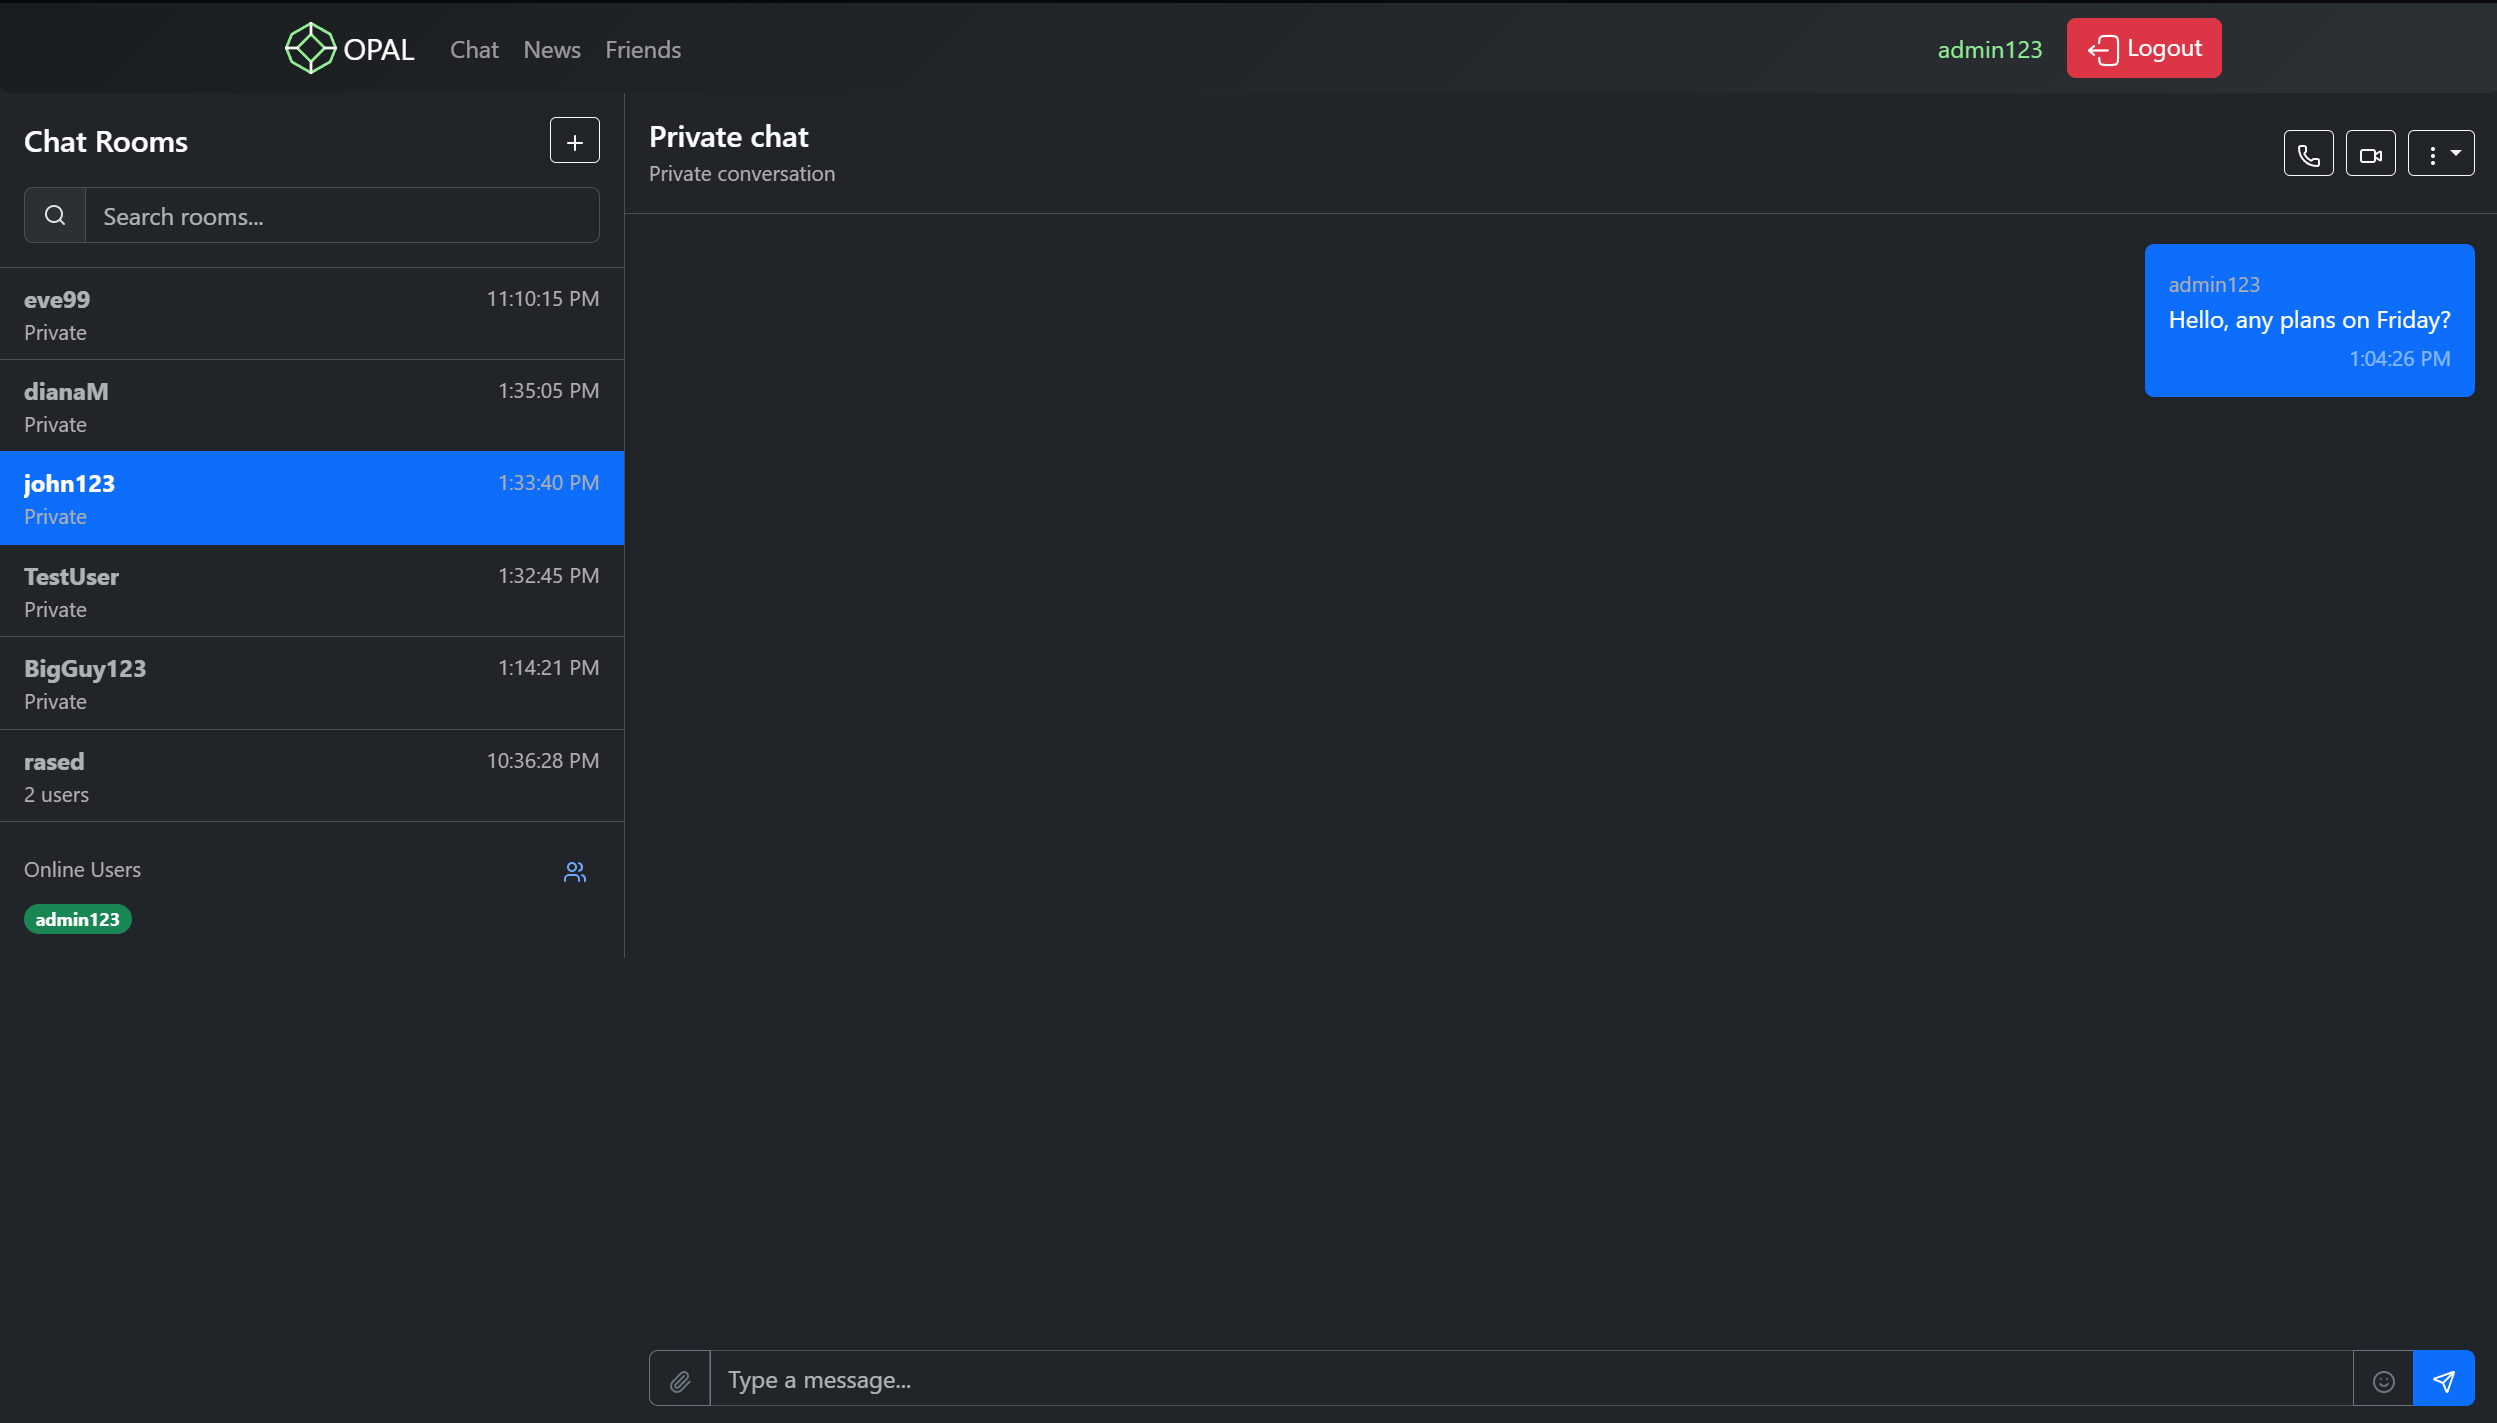 OPAL
Chat
News
Friends
admin123
Logout
Chat Rooms
+
Search rooms...
eve99
11:10:15 PM
Private
dianaM
1:35:05 PM
Private
john123
1:33:40 PM
Private
TestUser
1:32:45 PM
Private
BigGuy123
1:14:21 PM
Private
rased
10:36:28 PM
2 users
Online Users
admin123
Private chat
Private conversation
admin123
Hello, any plans on Friday?
1:04:26 PM
Type a message...